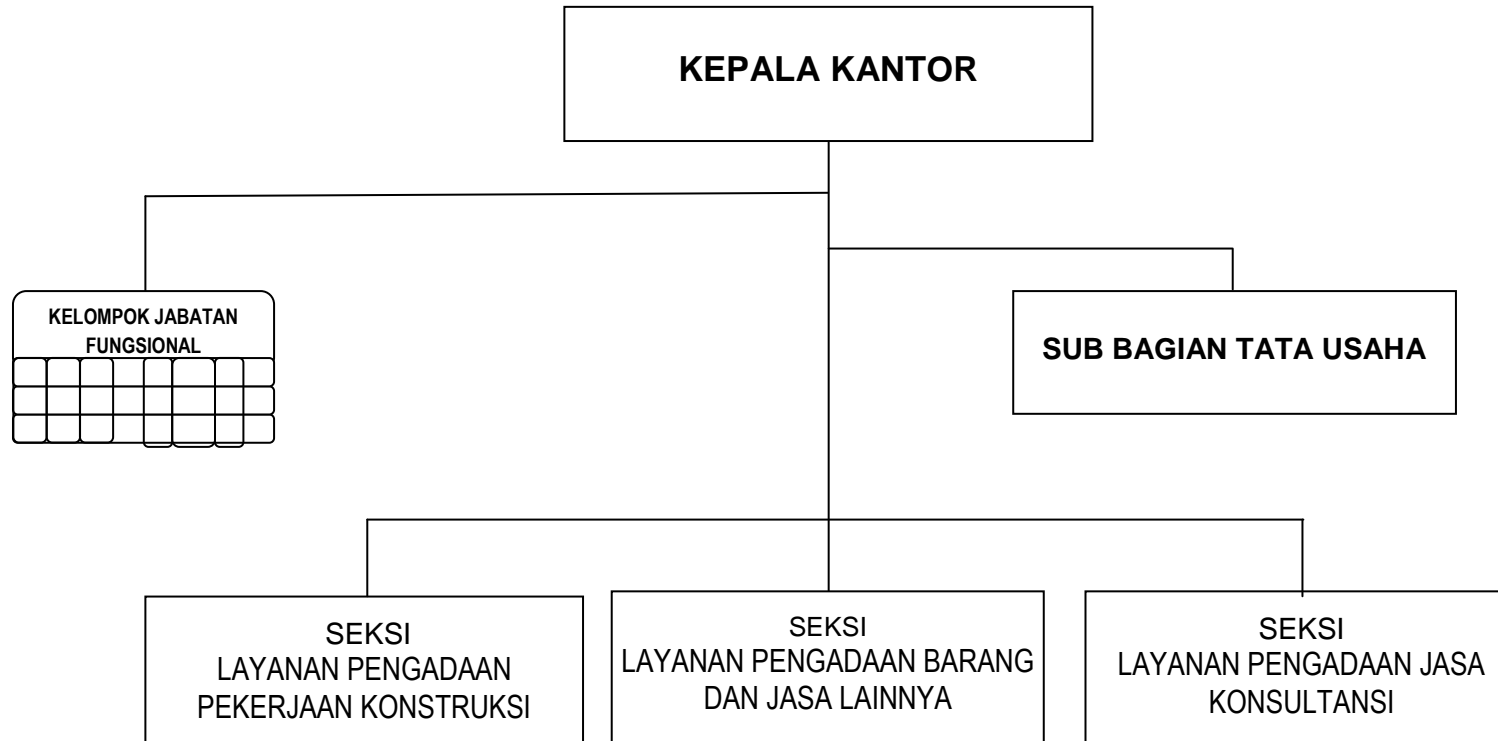 KEPALA KANTOR
KELOMPOK JABATAN
FUNGSIONAL
SUB BAGIAN TATA USAHA
SEKSI
LAYANAN PENGADAAN
PEKERJAAN KONSTRUKSI
SEKSI
LAYANAN PENGADAAN BARANG
DAN JASA LAINNYA
SEKSI
LAYANAN PENGADAAN JASA
KONSULTANSI